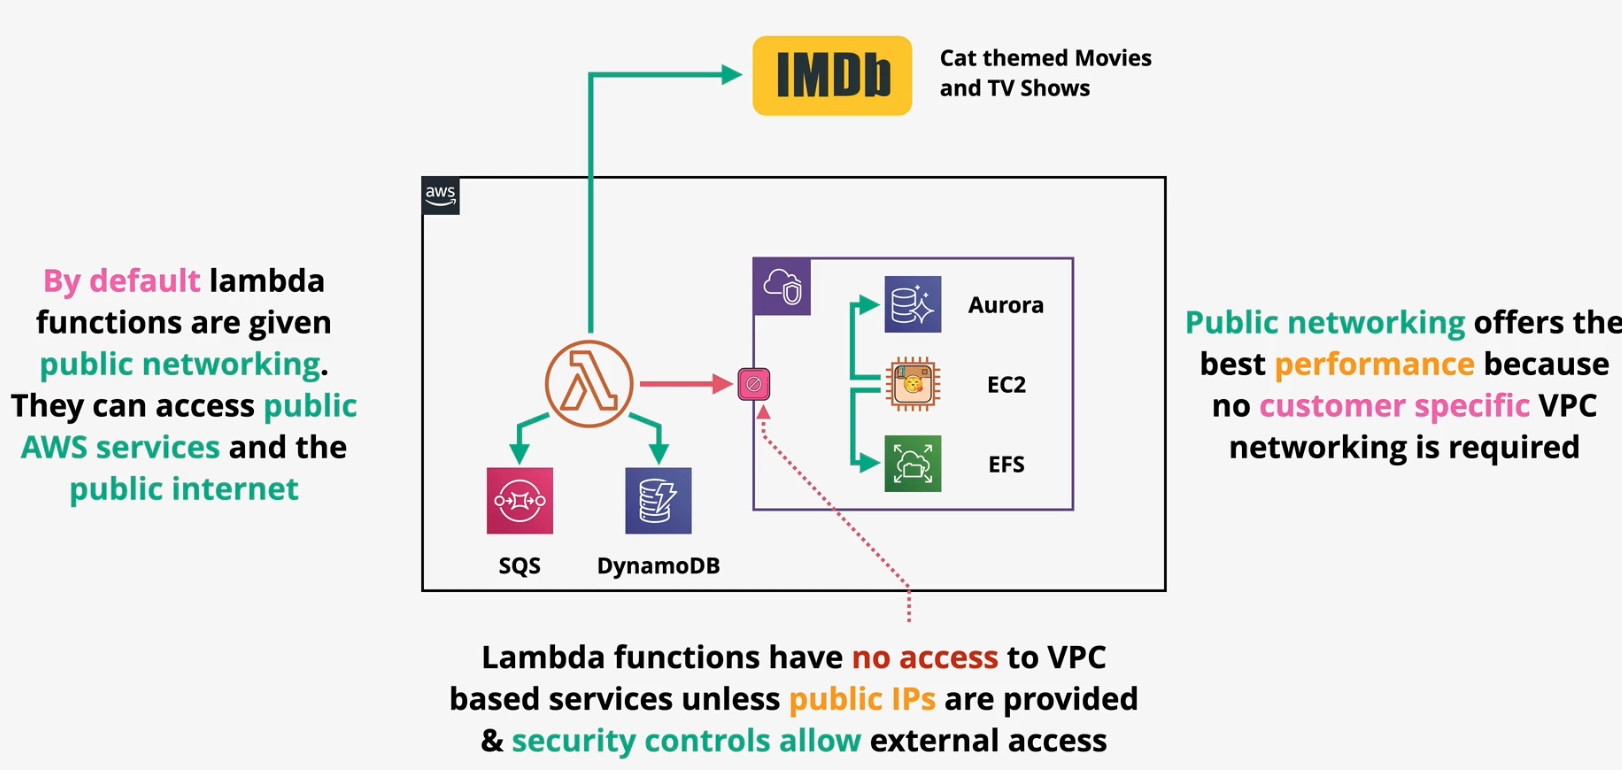 IMDb
Cat themed Movies
and TV Shows
aws
By default lambda
functions are given
public networking.
They can access public
AWS services and the
public internet
Aurora
EC2
EFS
SQS
DynamoDB
Public networking offers the
best performance because
no customer specific VPC
networking is required
Lambda functions have no access to VPC
based services unless public IPs are provided
& security controls allow external access